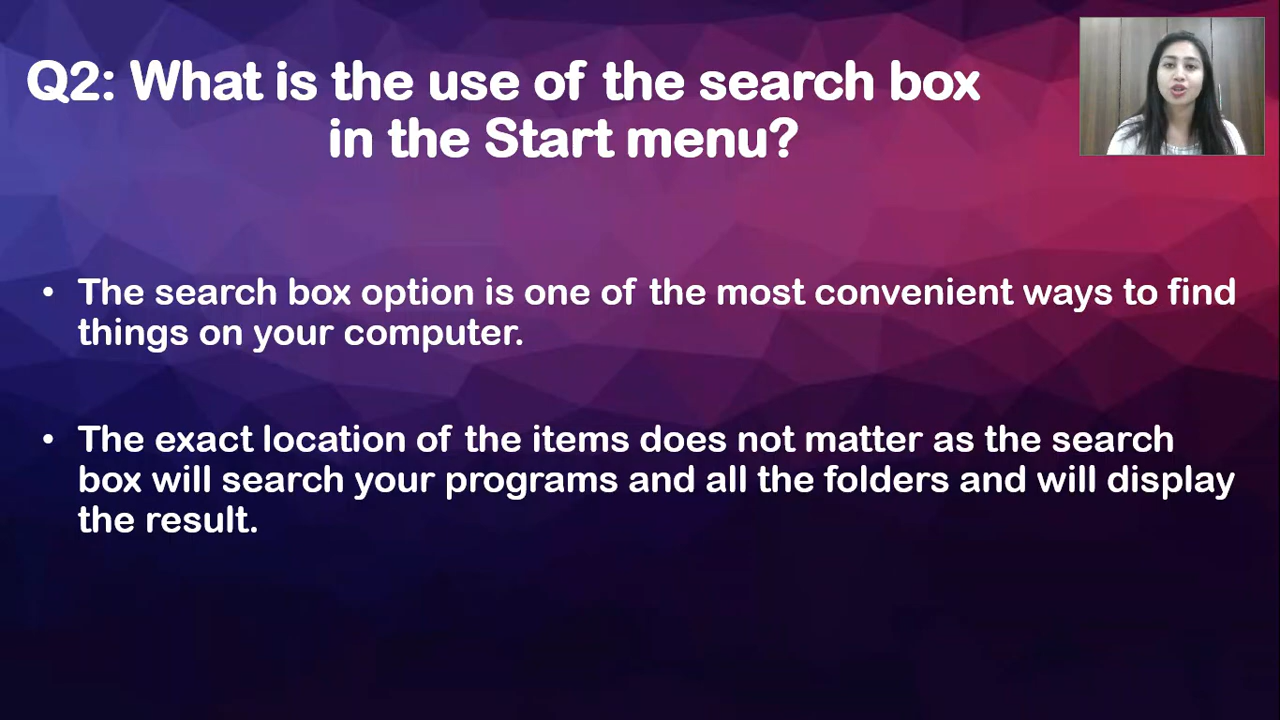 Q2: What is the use of the search box
in the Start menu?
• The search box option is one of the most convenient ways to find
things on your computer.
• The exact location of the items does not matter as the search
box will search your programs and all the folders and will display
the result.